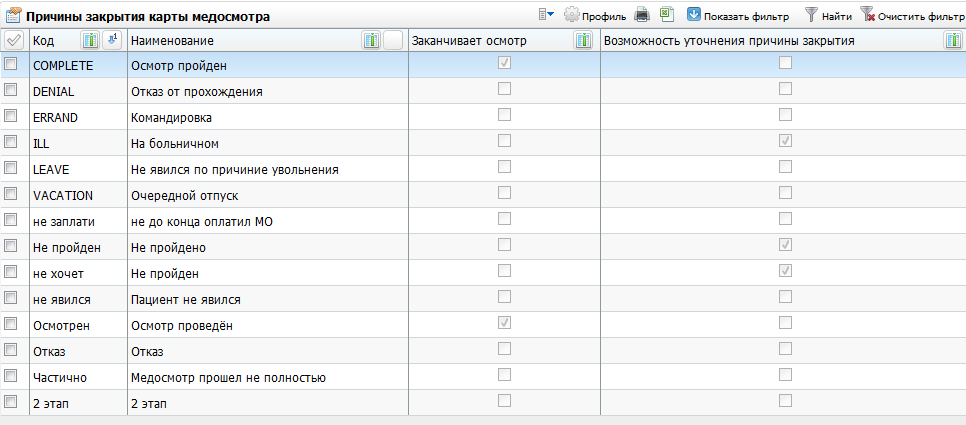 Причины закрытия карты медосмотра Профиль Показать фильтр Найти Очистить фильтр
Код 1 Наименование Заканчивает осмотр Возможность уточнения причины закрытия
COMPLETE Осмотр пройден
DENIAL Отказ от прохождения
ERRAND Командировка
ILL На больничном
LEAVE Не явился по причиние увольнения
VACATION Очередной отпуск
не заплати не до конца оплатил МО
Не пройден Не пройдено
не хочет Не пройден
не явился Пациент не явился
Осмотрен Осмотр проведён
Отказ Отказ
Частично Медосмотр прошел не полностью
2 этап 2 этап